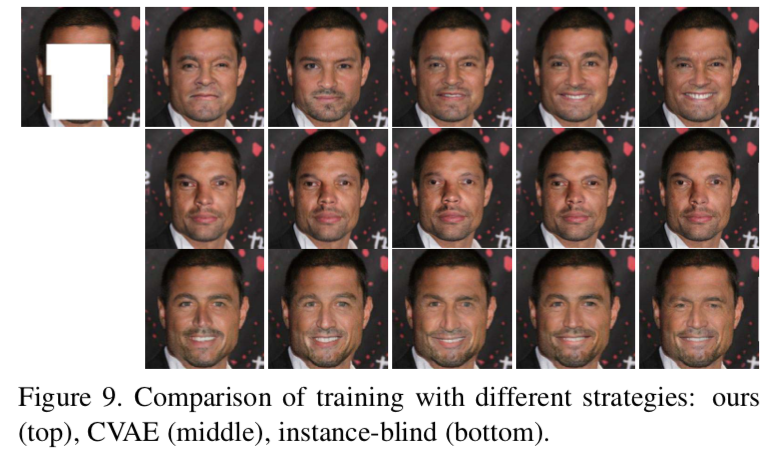 Figure 9. Comparison of training with different strategies: ours
(top), CVAE (middle), instance-blind (bottom).